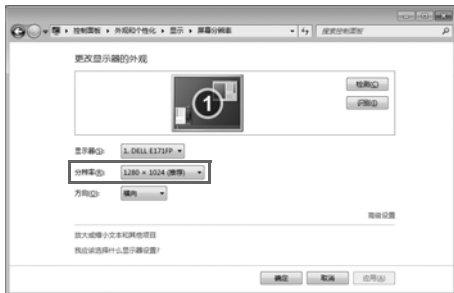 控制面板 ▸ 外观和个性化 ▸ 显示 ▸ 屏幕分辨率
搜索控制面板
更改显示器的外观
1
检测(C)
识别(I)
显示器(S): 1. DELL E171FP
分辨率(R): 1280 × 1024 (推荐)
方向(O): 横向
高级设置
放大或缩小文本和其他项目
我应该选择什么显示器设置?
确定 取消 应用(A)